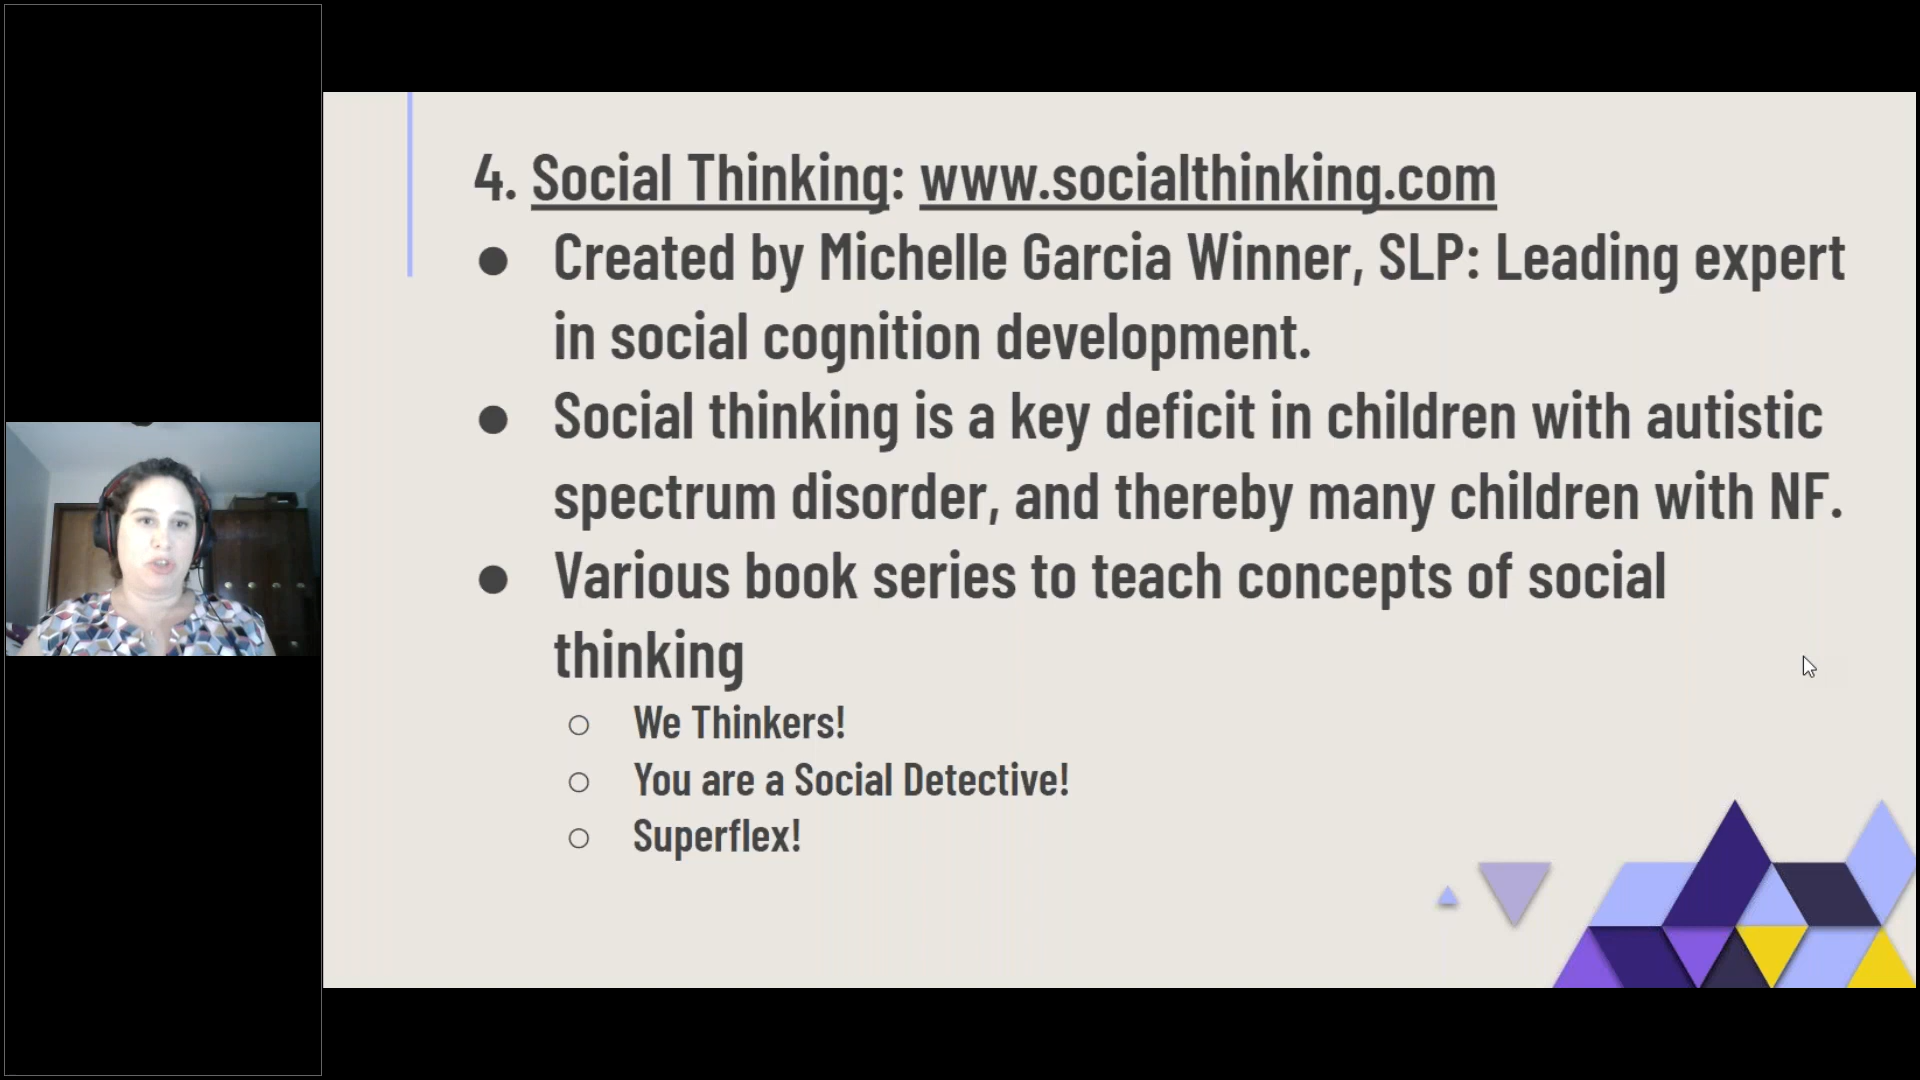 4. Social Thinking: www.socialthinking.com
● Created by Michelle Garcia Winner, SLP: Leading expert
in social cognition development.
● Social thinking is a key deficit in children with autistic
spectrum disorder, and thereby many children with NF.
● Various book series to teach concepts of social
thinking
○ We Thinkers!
○ You are a Social Detective!
○ Superflex!